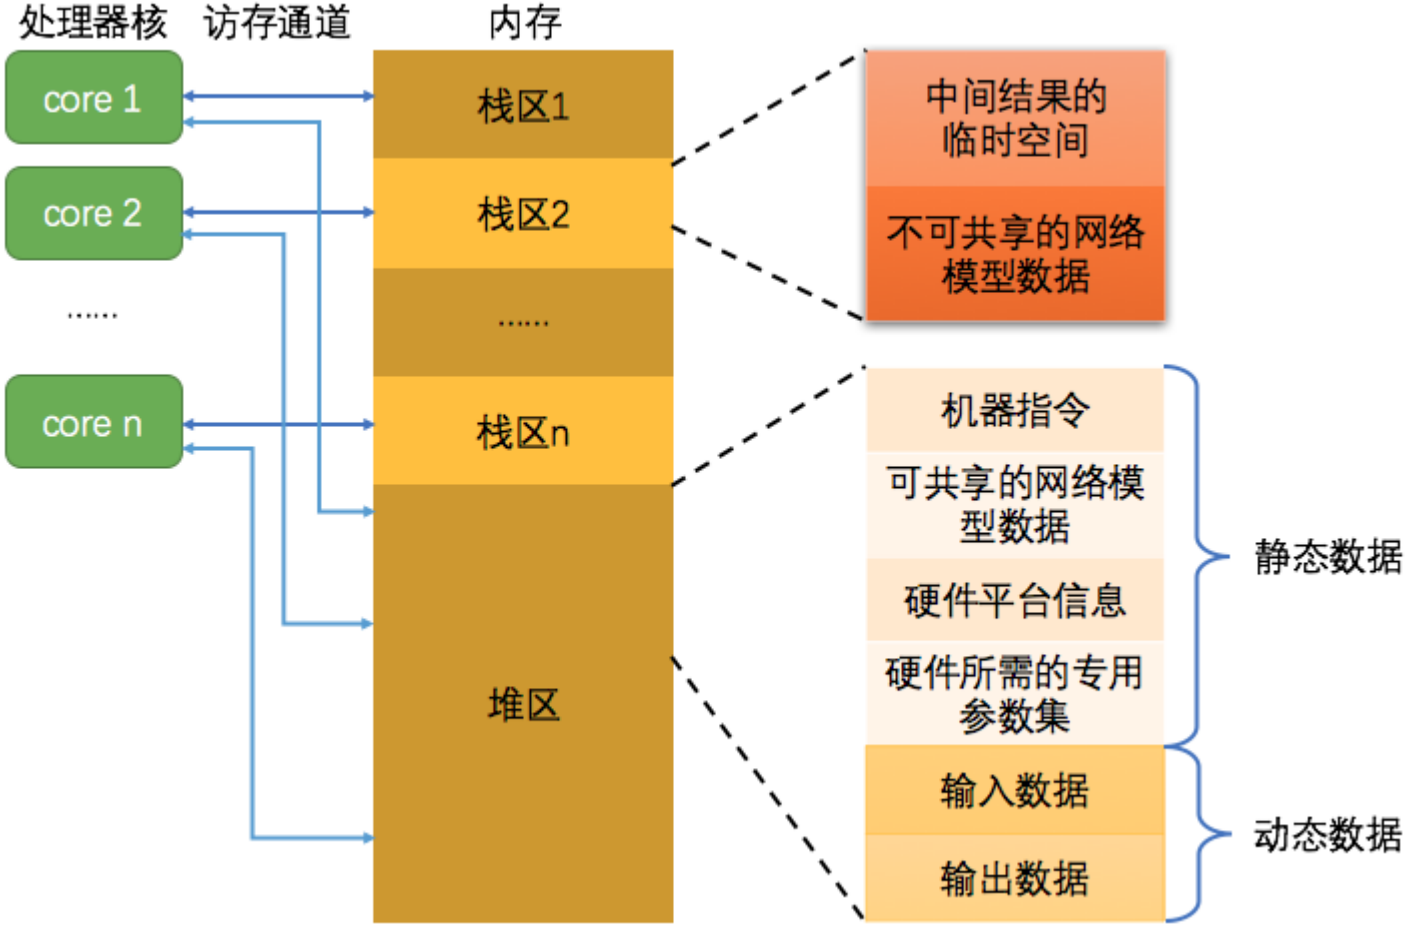 处理器核 访存通道 内存
core 1
core 2
……
core n
栈区1
栈区2
……
栈区n
堆区
中间结果的
临时空间
不可共享的网络
模型数据
机器指令
可共享的网络模
型数据
硬件平台信息
硬件所需的专用
参数集
输入数据
输出数据
静态数据
动态数据